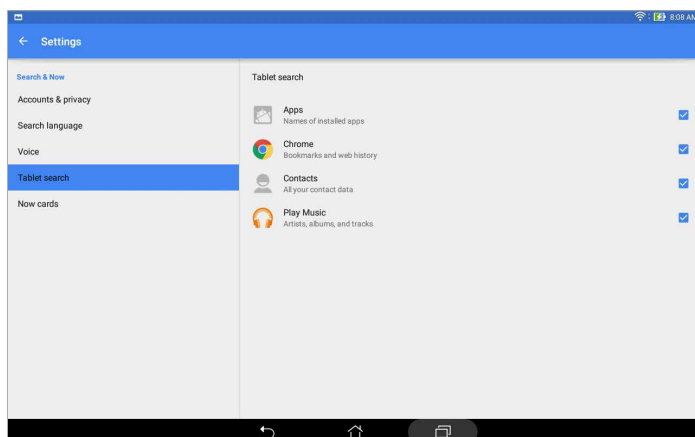 8:08 AM
Settings
Search & Now
Accounts & privacy
Search language
Voice
Tablet search
Now cards
Tablet search
Apps
Names of installed apps
Chrome
Bookmarks and web history
Contacts
All your contact data
Play Music
Artists, albums, and tracks